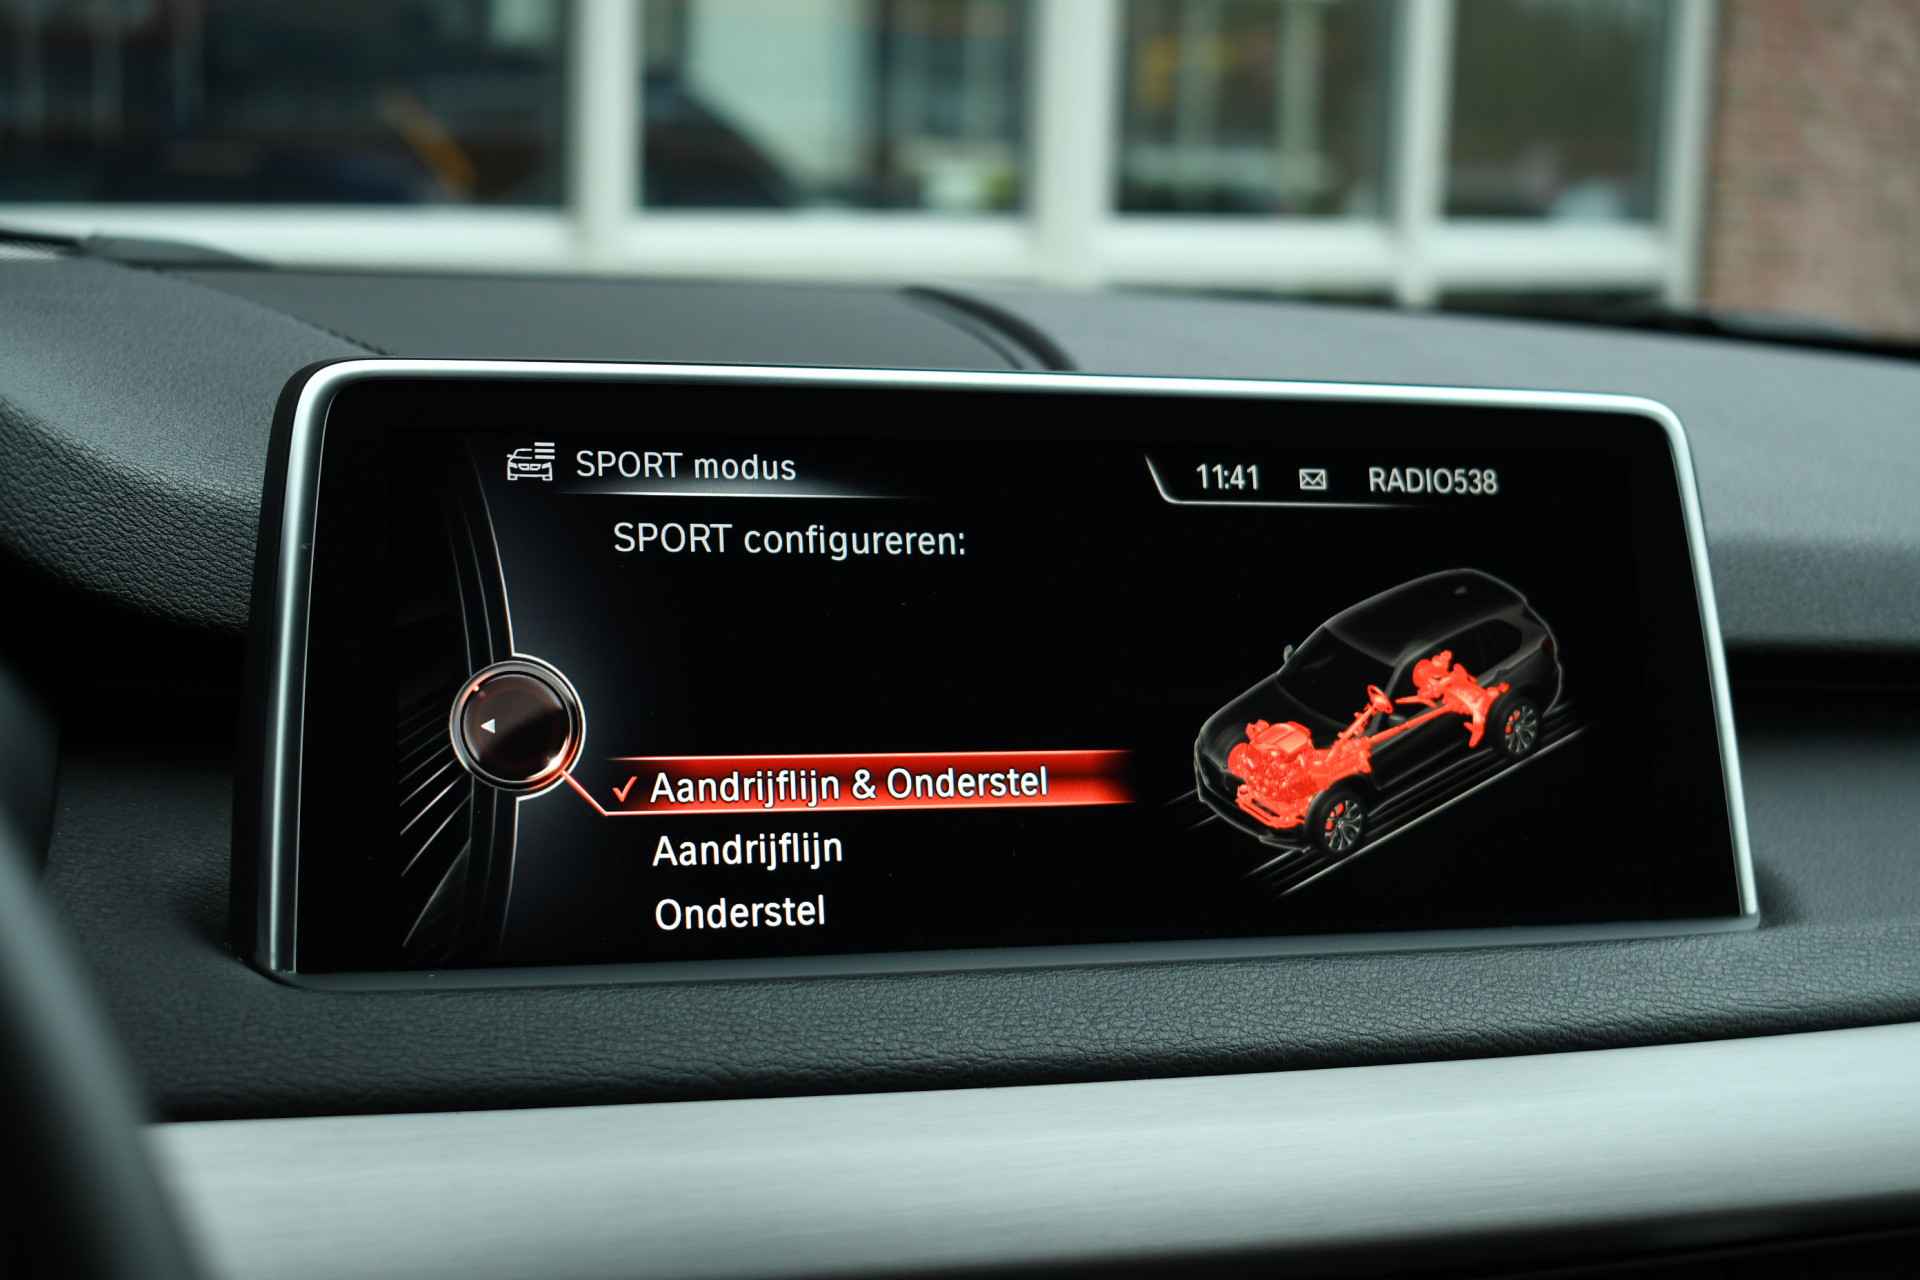 SPORT modus
11:41 RADIO538
SPORT configureren:
✓ Aandrijflijn & Onderstel
Aandrijflijn
Onderstel